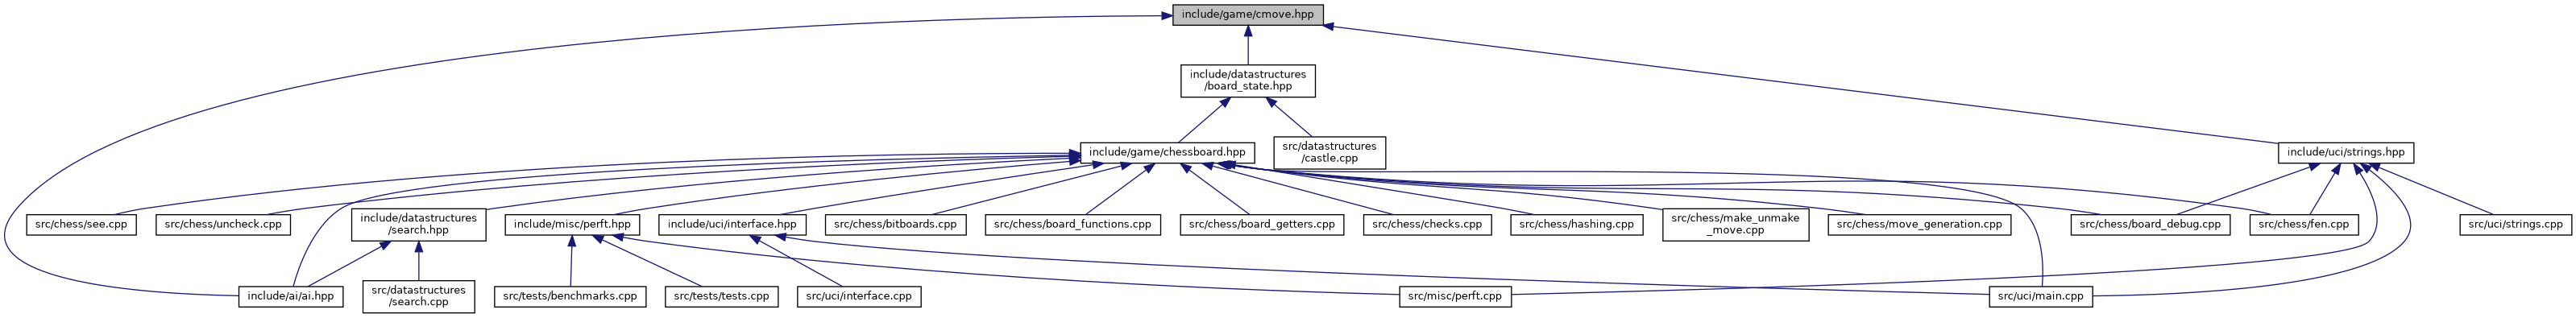 include/game/cmove.hpp
include/datastructures
/board_state.hpp
include/game/chessboard.hpp
src/datastructures
/castle.cpp
include/uci/strings.hpp
src/chess/see.cpp
src/chess/uncheck.cpp
include/datastructures
/search.hpp
include/misc/perft.hpp
include/uci/interface.hpp
src/chess/bitboards.cpp
src/chess/board_functions.cpp
src/chess/board_getters.cpp
src/chess/checks.cpp
src/chess/hashing.cpp
src/chess/make_unmake
_move.cpp
src/chess/move_generation.cpp
src/chess/board_debug.cpp
src/chess/fen.cpp
src/uci/strings.cpp
include/ai/ai.hpp
src/datastructures
/search.cpp
src/tests/benchmarks.cpp
src/tests/tests.cpp
src/uci/interface.cpp
src/misc/perft.cpp
src/uci/main.cpp